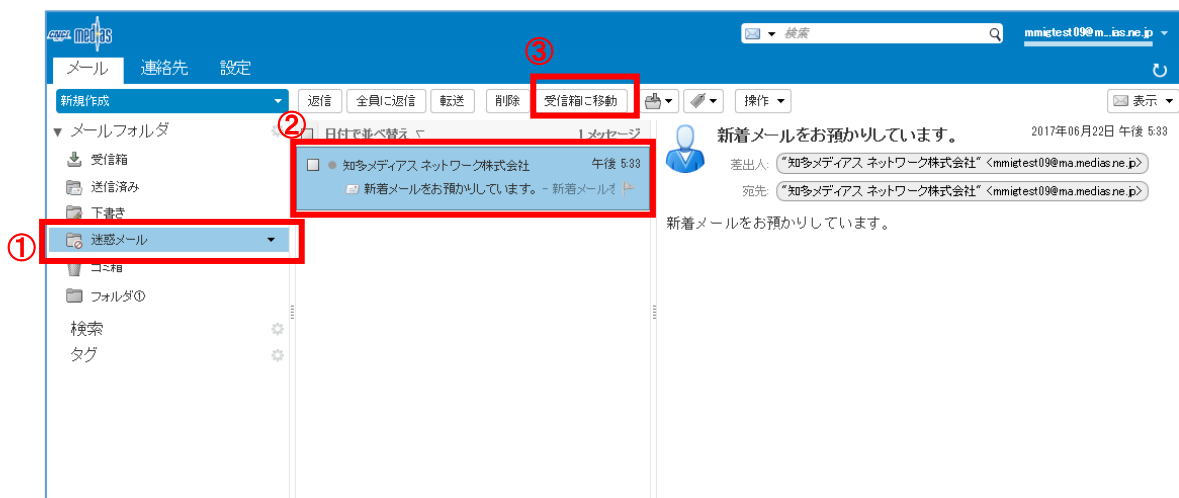 CNCI medias
検索
mmigtest09@m...ias.ne.jp
③
メール 連絡先 設定
新規作成
返信 全員に返信 転送 削除 受信箱に移動 操作 表示
メールフォルダ
②
日付で並べ替え 1 メッセージ
知多メディアス ネットワーク株式会社 午後 5:33
新着メールをお預かりしています。 - 新着メールを
受信箱
送信済み
下書き
①
迷惑メール
ゴミ箱
フォルダ①
検索
タグ
新着メールをお預かりしています。 2017年06月22日 午後 5:33
差出人: "知多メディアス ネットワーク株式会社" <mmigtest09@ma.medias.ne.jp>
宛先: "知多メディアス ネットワーク株式会社" <mmigtest09@ma.medias.ne.jp>
新着メールをお預かりしています。